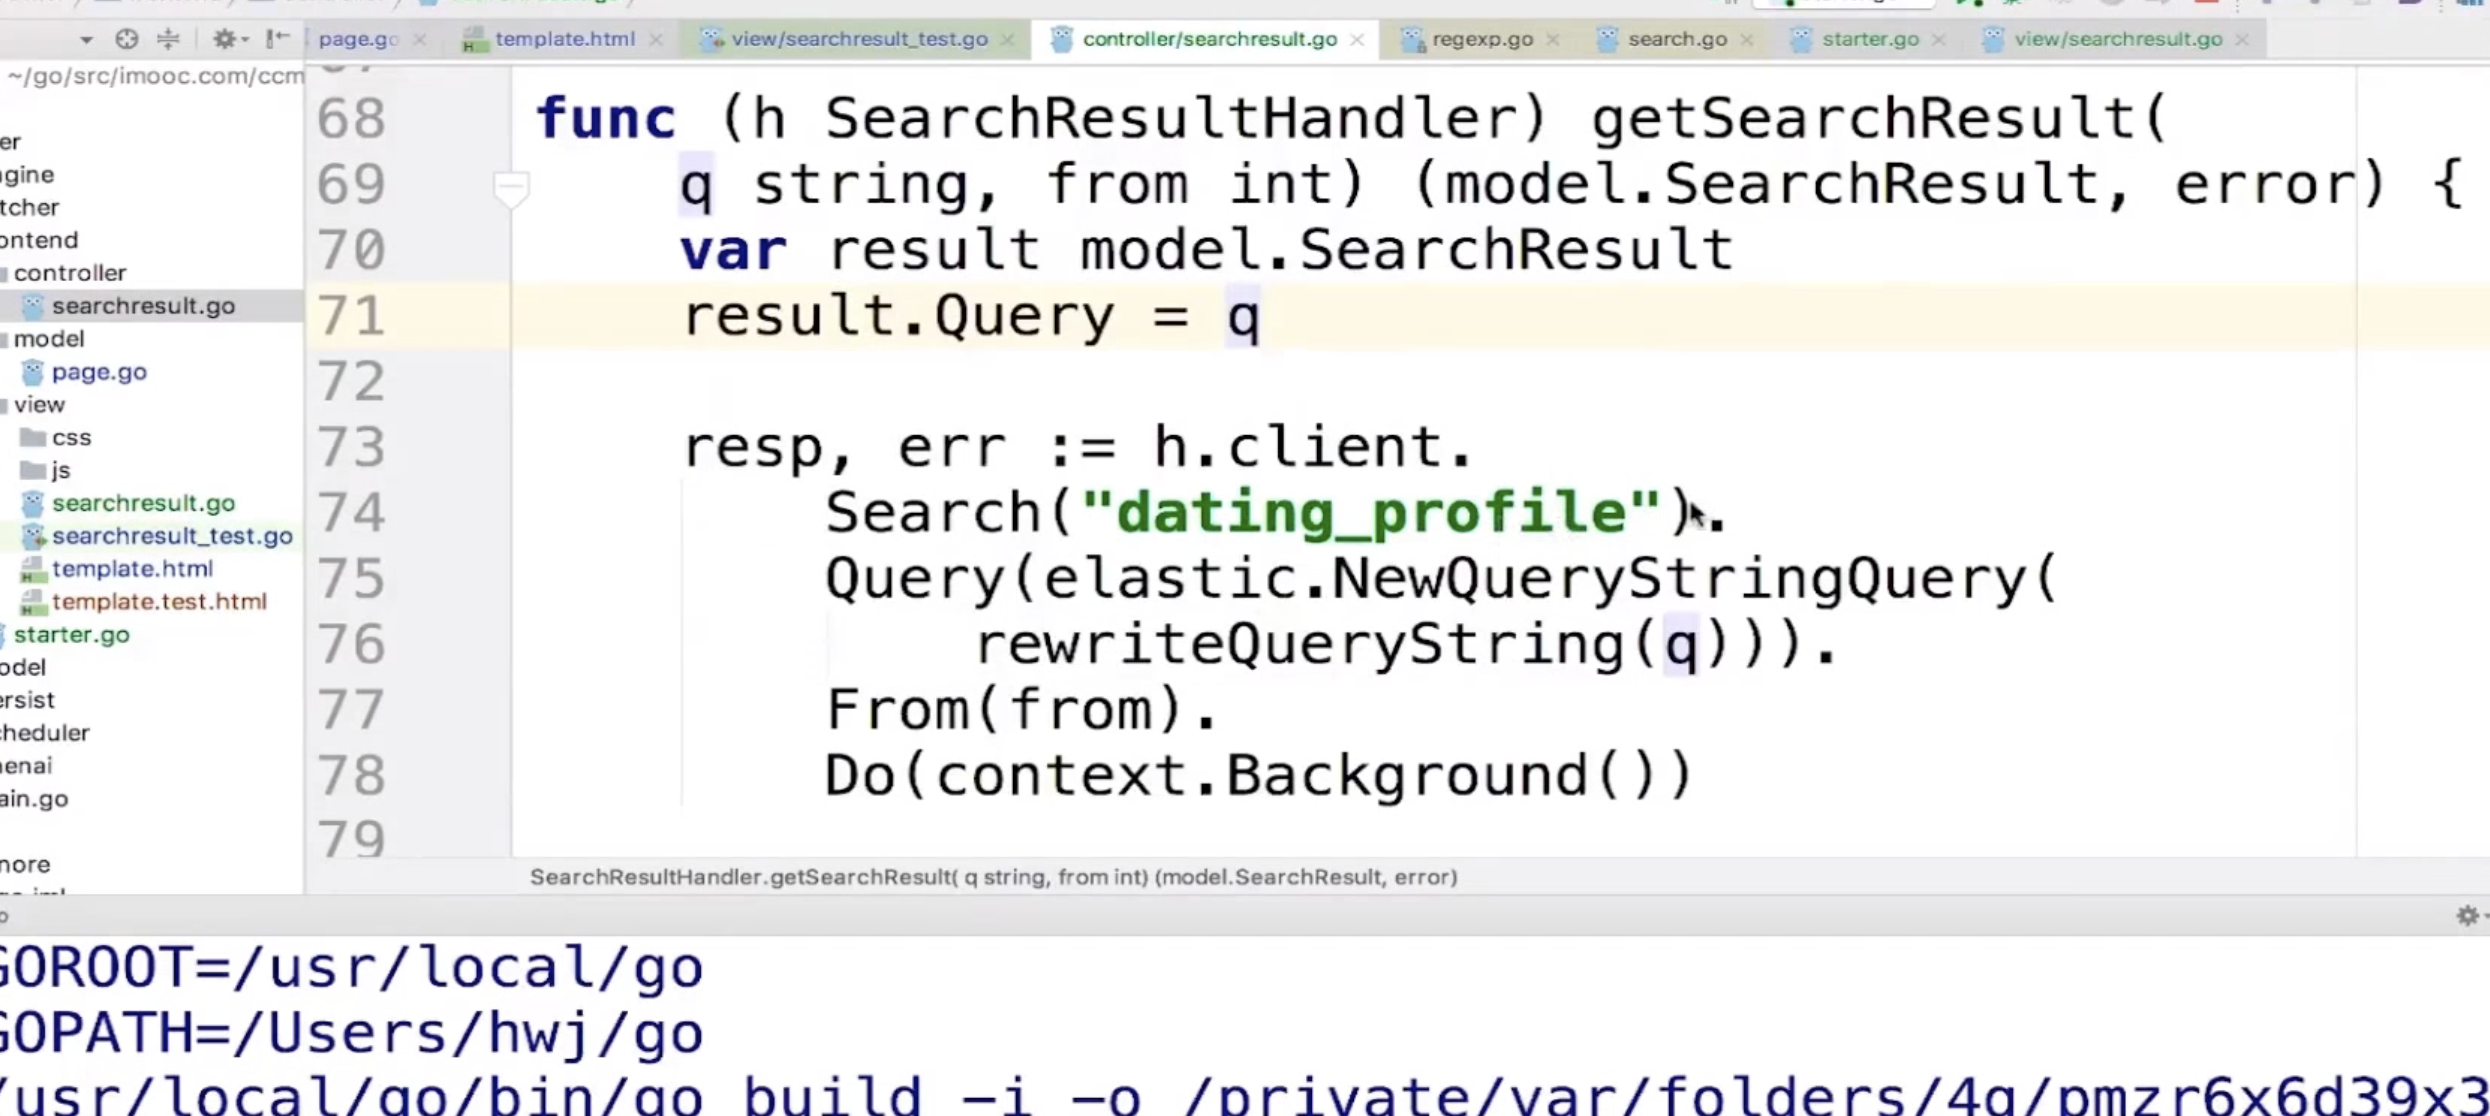 page.go
template.html
view/searchresult_test.go
controller/searchresult.go
regexp.go
search.go
starter.go
view/searchresult.go
~/go/src/imooc.com/ccm
er
gine
tcher
ontend
controller
searchresult.go
model
page.go
view
css
js
searchresult.go
searchresult_test.go
template.html
template.test.html
starter.go
odel
ersist
cheduler
enai
ain.go
nore
68 func (h SearchResultHandler) getSearchResult(
69 q string, from int) (model.SearchResult, error) {
70 var result model.SearchResult
71 result.Query = q
72
73 resp, err := h.client.
74 Search("dating_profile").
75 Query(elastic.NewQueryStringQuery(
76 rewriteQueryString(q))).
77 From(from).
78 Do(context.Background())
79
SearchResultHandler.getSearchResult( q string, from int) (model.SearchResult, error)
GOROOT=/usr/local/go
GOPATH=/Users/hwj/go
/usr/local/go/bin/go build -i -o /private/var/folders/4g/pmzr6x6d39x3